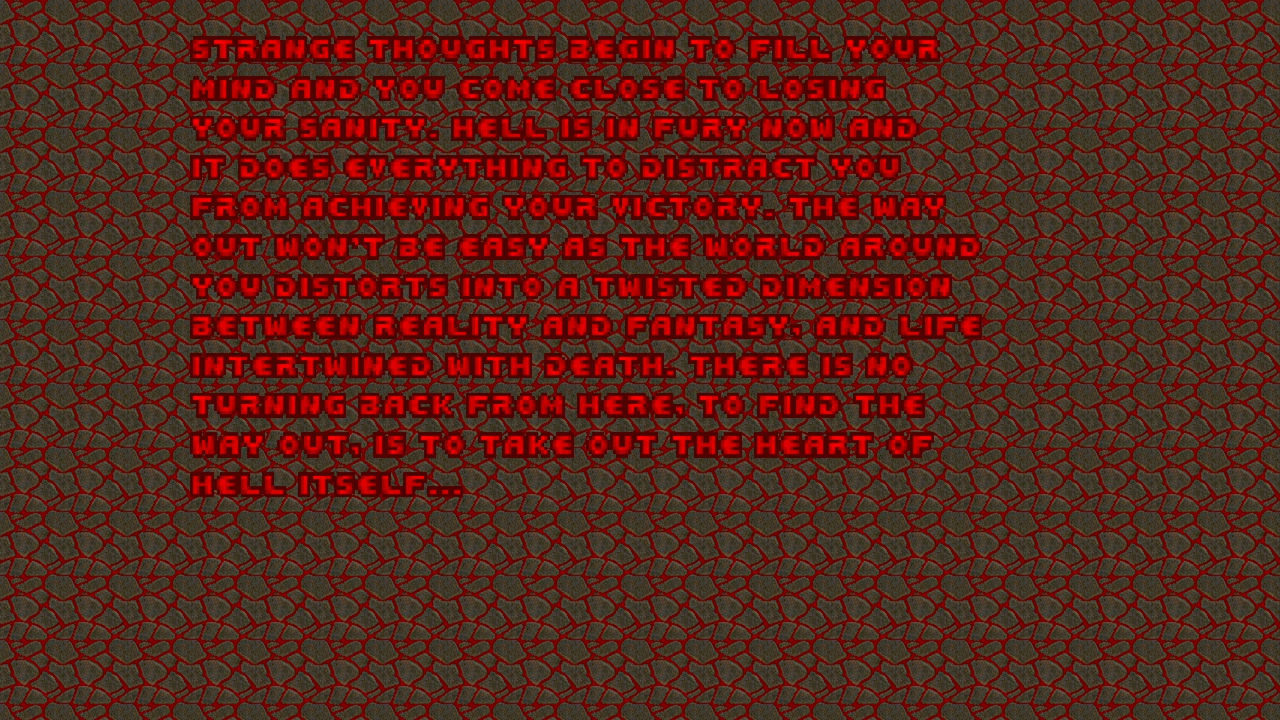 STRANGE THOUGHTS BEGIN TO FILL YOUR
MIND AND YOU COME CLOSE TO LOSING
YOUR SANITY. HELL IS IN FURY NOW AND
IT DOES EVERYTHING TO DISTRACT YOU
FROM ACHIEVING YOUR VICTORY. THE WAY
OUT WON'T BE EASY AS THE WORLD AROUND
YOU DISTORTS INTO A TWISTED DIMENSION
BETWEEN REALITY AND FANTASY, AND LIFE
INTERTWINED WITH DEATH. THERE IS NO
TURNING BACK FROM HERE, TO FIND THE
WAY OUT, IS TO TAKE OUT THE HEART OF
HELL ITSELF...